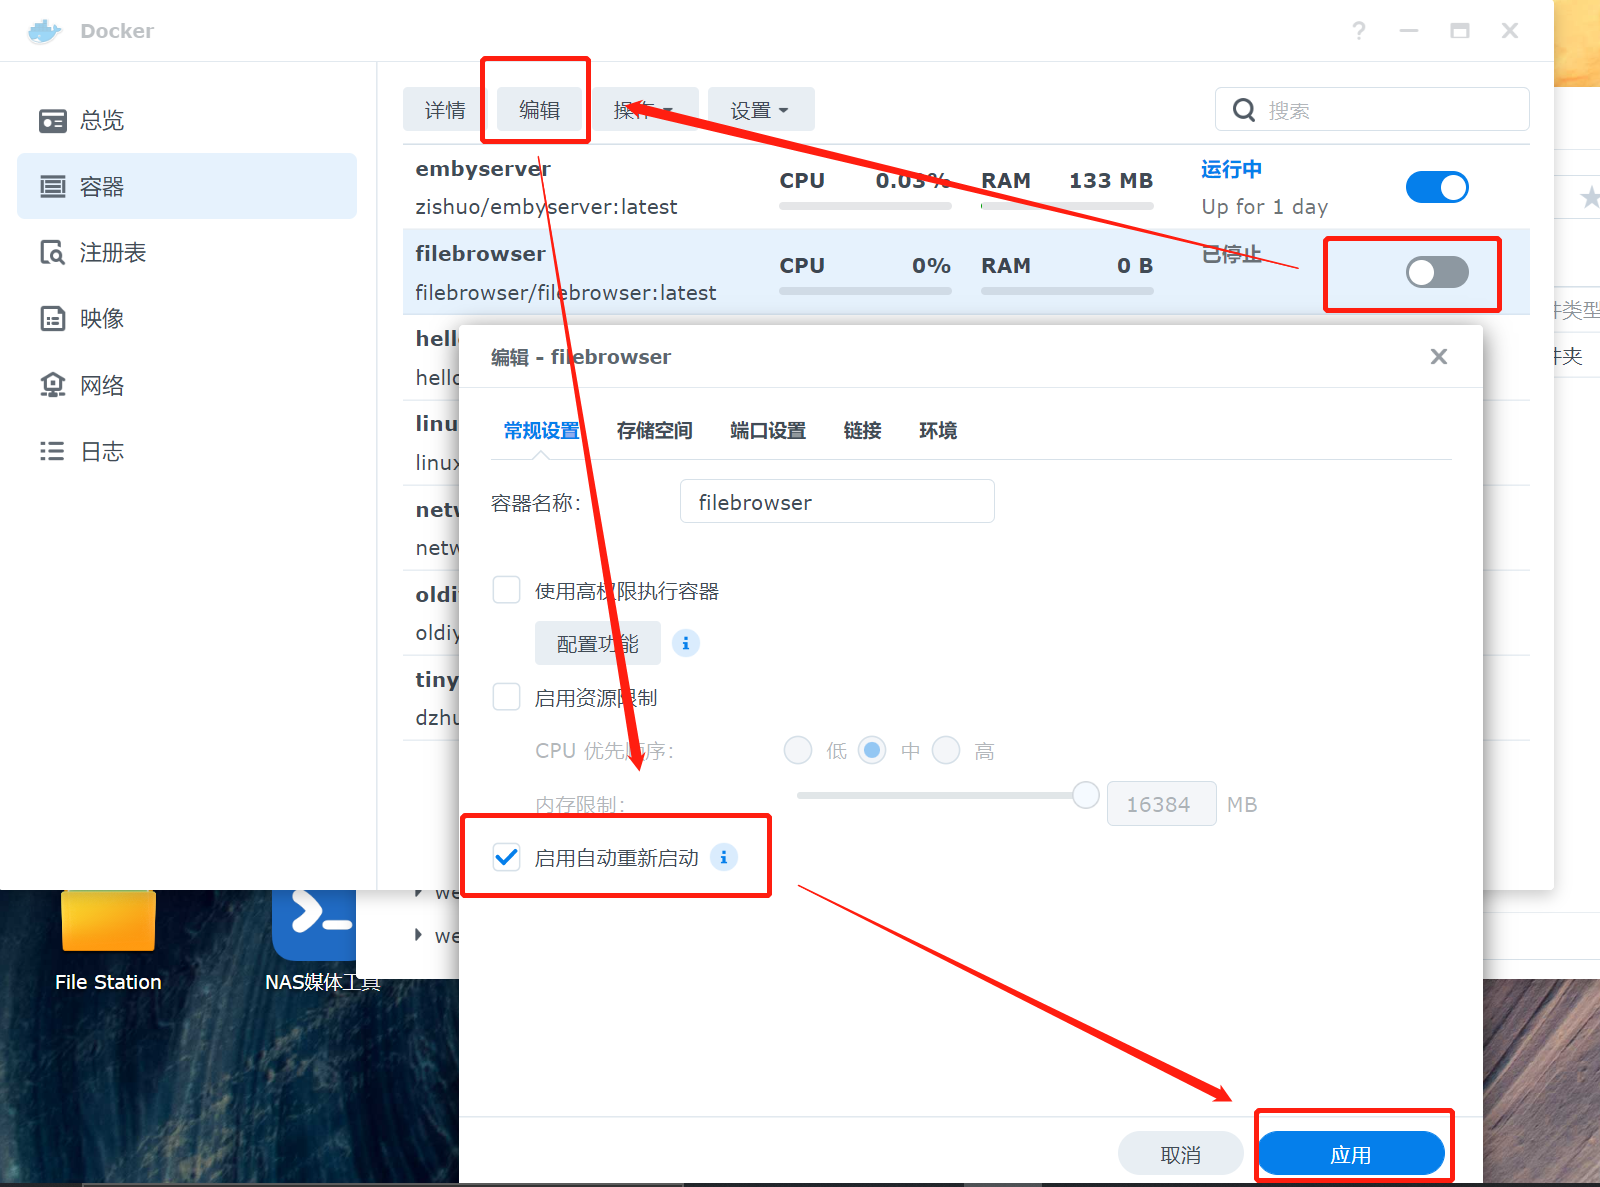 Docker
?
总览
容器
注册表
映像
网络
日志
详情
编辑
操作
设置
搜索
embyserver
zishuo/embyserver:latest
CPU 0.03%
RAM 133 MB
运行中
Up for 1 day
filebrowser
filebrowser/filebrowser:latest
CPU 0%
RAM 0 B
已停止
hell
hello
linu
linux
netw
netw
oldi
oldiy
tiny
dzhu
件类型
件夹
编辑 - filebrowser
常规设置 存储空间 端口设置 链接 环境
容器名称: filebrowser
使用高权限执行容器
配置功能 i
启用资源限制
CPU 优先顺序: 低 中 高
内存限制: 16384 MB
启用自动重新启动 i
取消 应用
we
we
File Station
NAS媒体工具